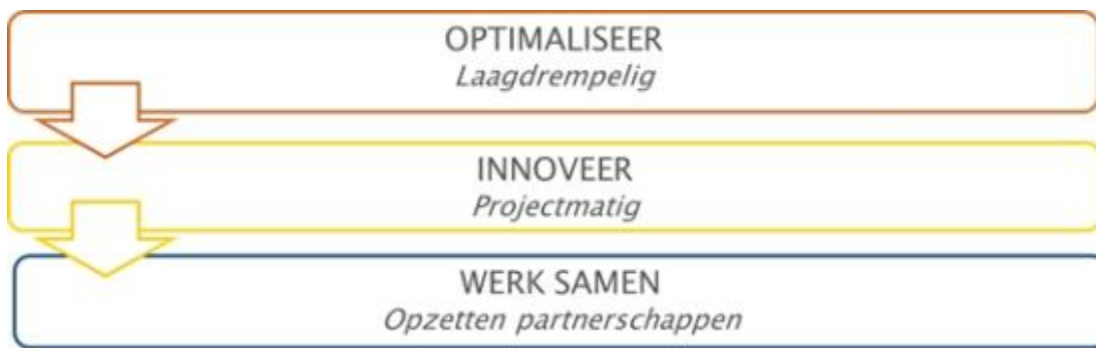 OPTIMALISEER
Laagdrempelig
INNOVEER
Projectmatig
WERK SAMEN
Opzetten partnerschappen